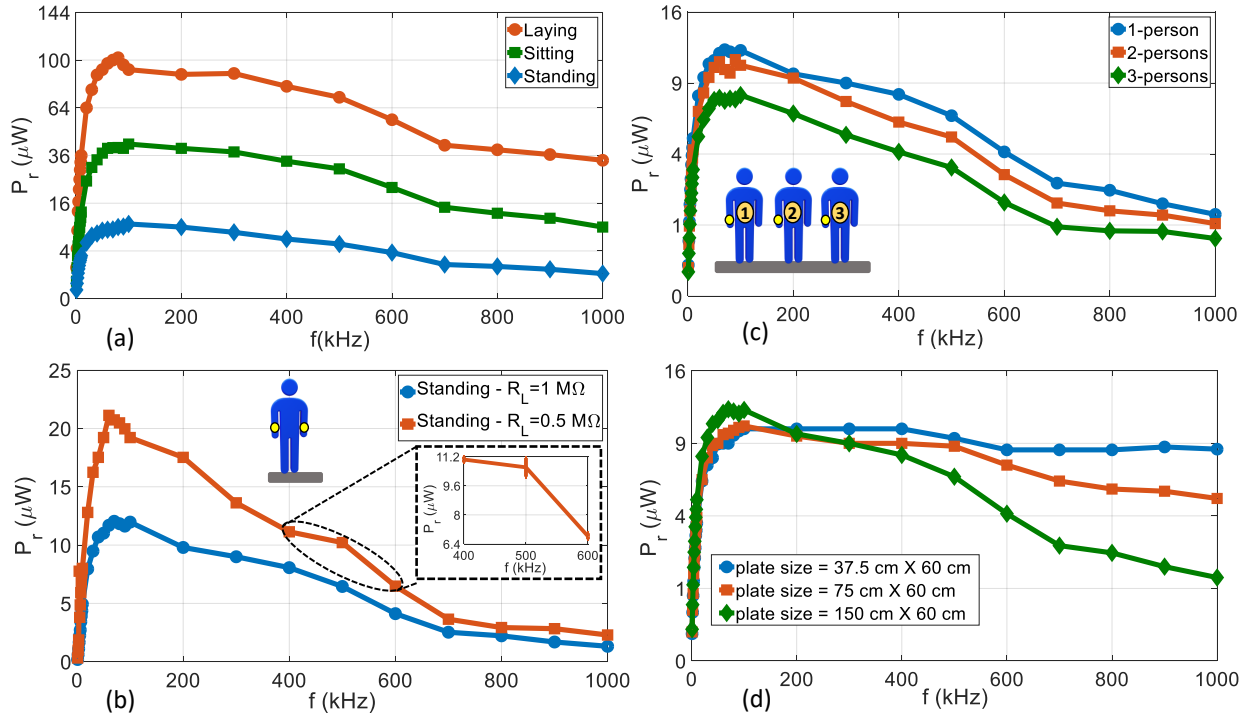 144
100
64
36
16
4
0
P_r (μW)
Laying
Sitting
Standing
0 200 400 600 800 1000
f(kHz)
(a)
16
9
4
1
0
P_r (μW)
1-person
2-persons
3-persons
1 2 3
0 200 400 600 800 1000
f (kHz)
(c)
25
20
15
10
5
0
P_r (μW)
Standing - R_L=1 MΩ
Standing - R_L=0.5 MΩ
11.2
9.6
8
6.4
P_r (μW)
400 500 600
f (kHz)
0 200 400 600 800 1000
f (kHz)
(b)
16
9
4
1
0
P_r (μW)
plate size = 37.5 cm X 60 cm
plate size = 75 cm X 60 cm
plate size = 150 cm X 60 cm
0 200 400 600 800 1000
f (kHz)
(d)